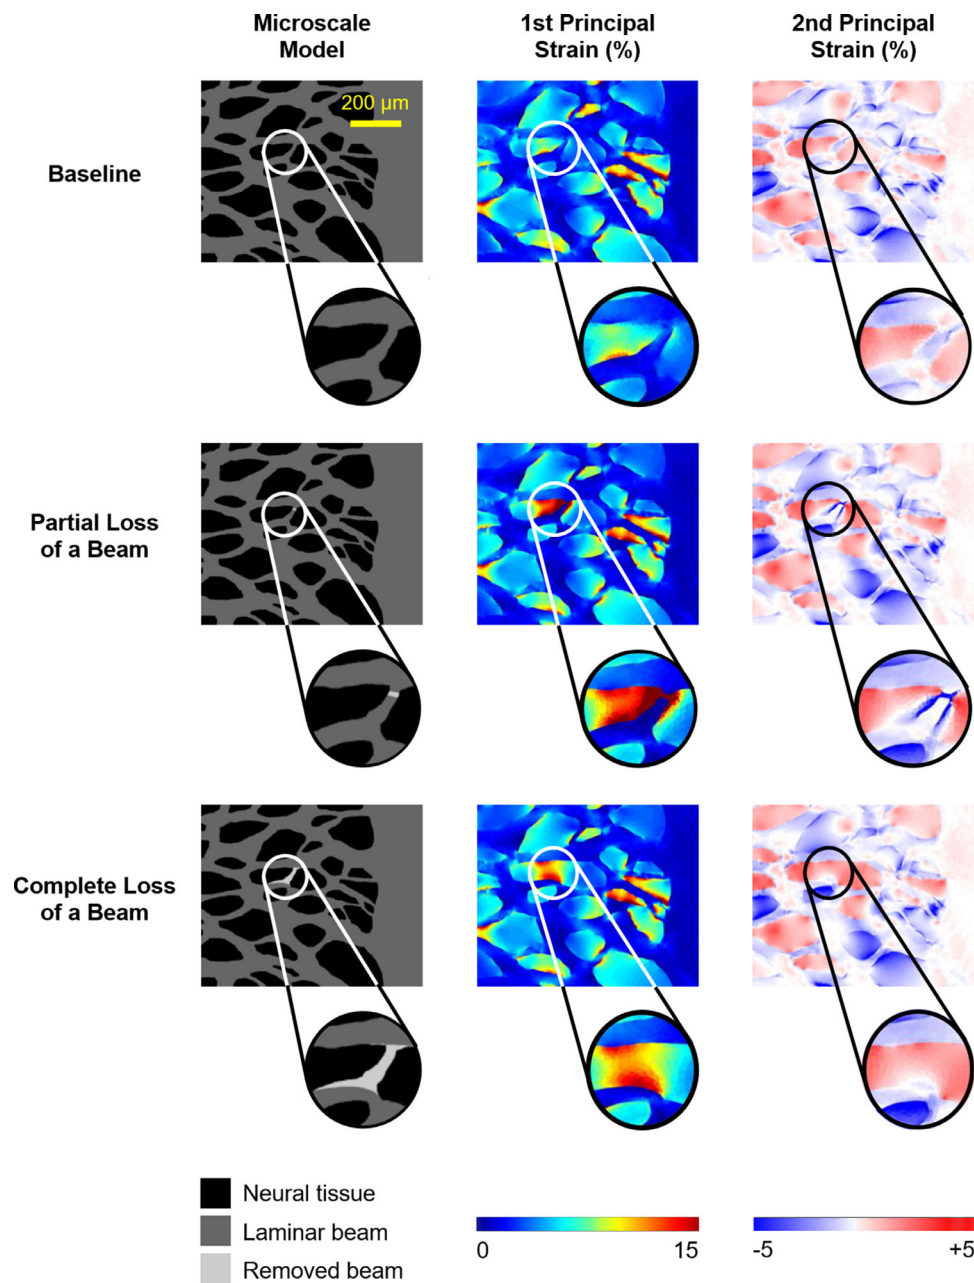 Microscale
Model
1st Principal
Strain (%)
2nd Principal
Strain (%)
200 µm
Baseline
Partial Loss
of a Beam
Complete Loss
of a Beam
Neural tissue
Laminar beam
Removed beam
0
15
-5
+5